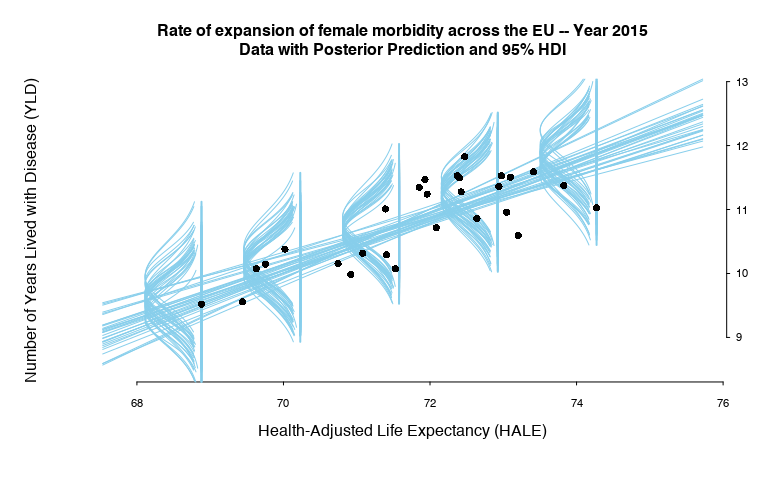 Rate of expansion of female morbidity across the EU -- Year 2015
Data with Posterior Prediction and 95% HDI
Number of Years Lived with Disease (YLD)
13
12
11
10
9
68 70 72 74 76
Health-Adjusted Life Expectancy (HALE)